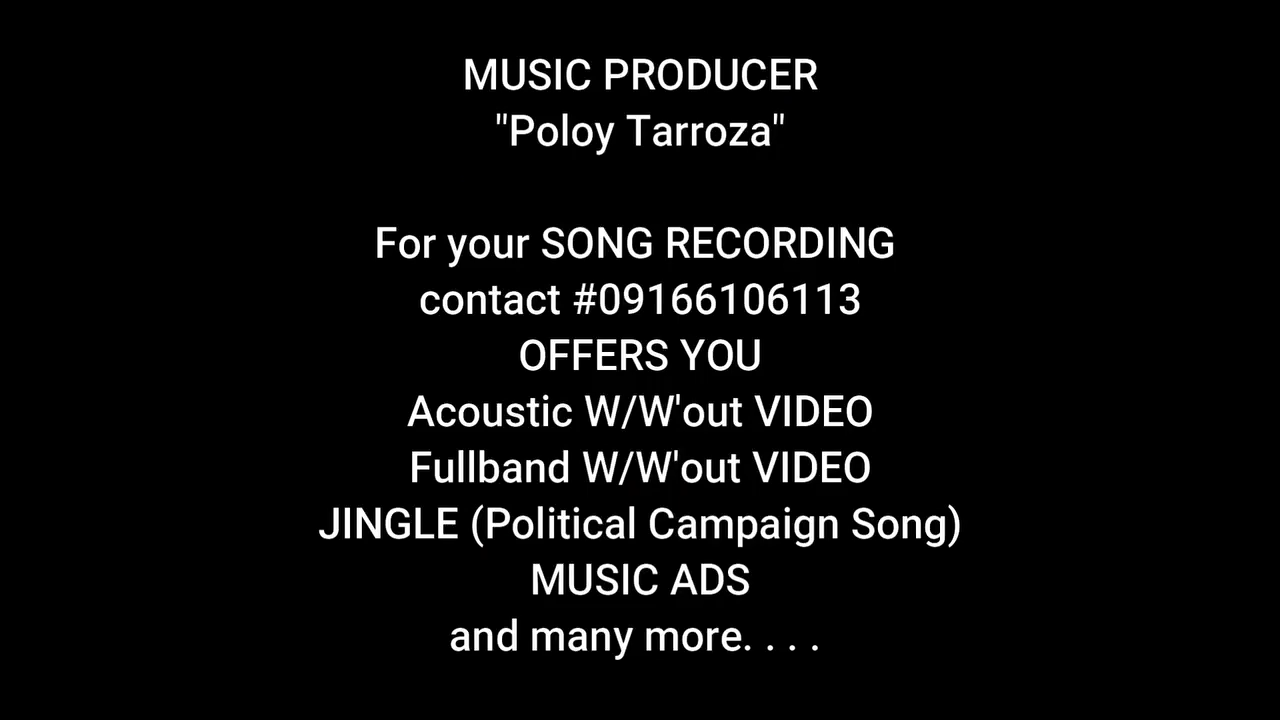 MUSIC PRODUCER
"Poloy Tarroza"
For your SONG RECORDING
contact #09166106113
OFFERS YOU
Acoustic W/W'out VIDEO
Fullband W/W'out VIDEO
JINGLE (Political Campaign Song)
MUSIC ADS
and many more. . . .